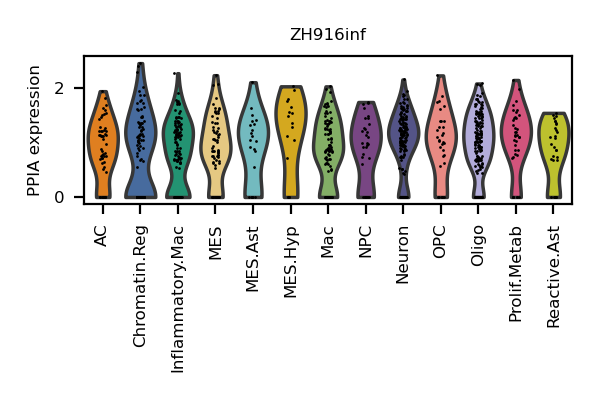 ZH916inf
PPIA expression
2
0
AC
Chromatin.Reg
Inflammatory.Mac
MES
MES.Ast
MES.Hyp
Mac
NPC
Neuron
OPC
Oligo
Prolif.Metab
Reactive.Ast